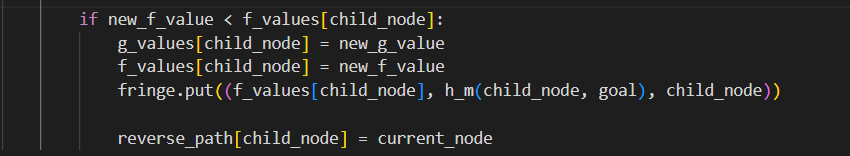 if new_f_value < f_values[child_node]:
g_values[child_node] = new_g_value
f_values[child_node] = new_f_value
fringe.put((f_values[child_node], h_m(child_node, goal), child_node))
reverse_path[child_node] = current_node